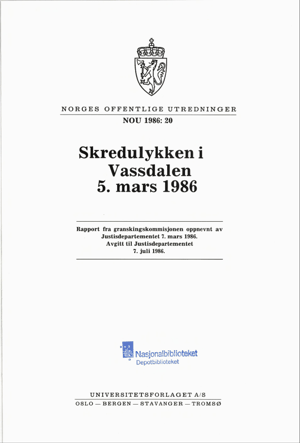 NORGES OFFENTLIGE UTREDNINGER
NOU 1986: 20
Skredulykken i
Vassdalen
5. mars 1986
Rapport fra granskingskommisjonen oppnevnt av
Justisdepartementet 7. mars 1986.
Avgitt til Justisdepartementet
7. juli 1986.
Nasjonalbiblioteket
Depotbiblioteket
UNIVERSITETSFORLAGET A/S
OSLO — BERGEN — STAVANGER — TROMSØ